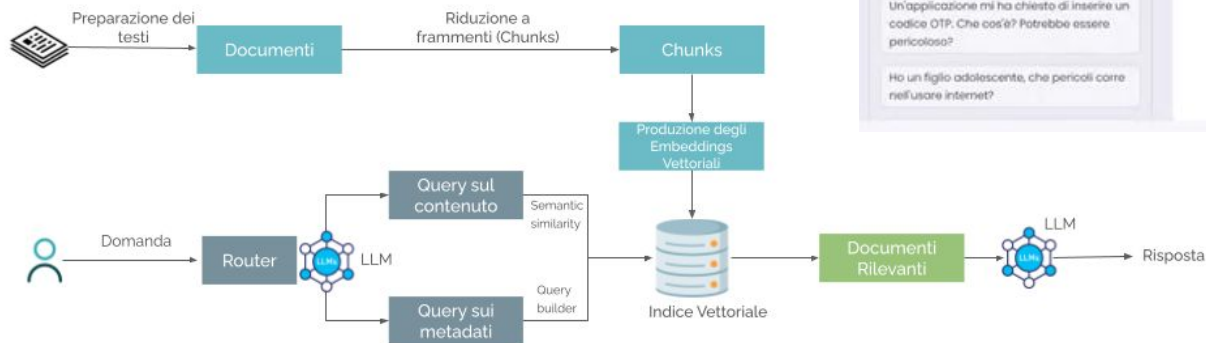 Un'applicazione mi ha chiesto di inserire un
codice OTP. Che cos'è? Potrebbe essere
pericoloso?
Ho un figlio adolescente, che pericoli corre
nell'usare internet?
Preparazione dei
testi
Documenti
Riduzione a
frammenti (Chunks)
Chunks
Produzione degli
Embeddings
Vettoriali
Domanda
Router
LLMs
LLM
Query sul
contenuto
Semantic
similarity
Query sui
metadati
Query
builder
Indice Vettoriale
Documenti
Rilevanti
LLMs
LLM
Risposta